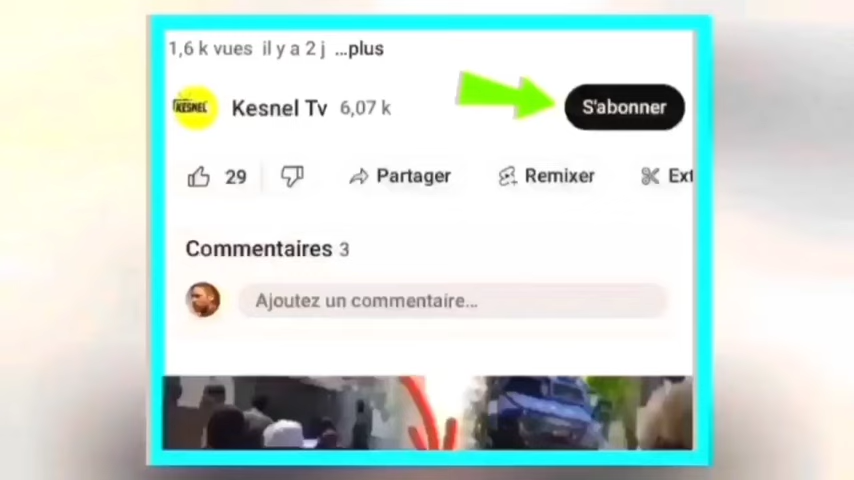 1,6 k vues il y a 2 j ...plus
KESNEL
Kesnel Tv 6,07 k
S'abonner
29
Partager
Remixer
Ext
Commentaires 3
Ajoutez un commentaire...